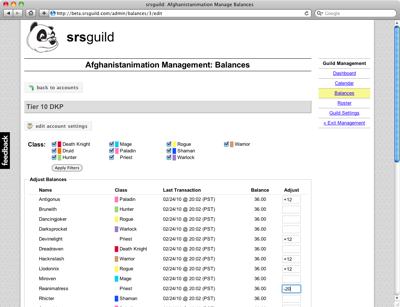 srsguild: Afghanistanimation Manage Balances
http://beta.srsguild.com/admin/balances/3/edit
Google
srsguild
Afghanistanimation Management: Balances
Guild Management
Dashboard
Calendar
Balances
Roster
Guild Settings
« Exit Management
back to accounts
Tier 10 DKP
edit account settings
feedback
Class:
Death Knight Mage Rogue Warrior
Druid Paladin Shaman
Hunter Priest Warlock
Apply Filters
Adjust Balances
Name Class Last Transaction Balance Adjust
Antigonus Paladin 02/24/10 @ 20:02 (PST) 36.00 +12
Brunwith Hunter 02/24/10 @ 20:02 (PST) 36.00
Dancingjoker Rogue 02/24/10 @ 20:02 (PST) 36.00
Darksprocket Warlock 02/24/10 @ 20:02 (PST) 36.00
Devimelight Priest 02/24/10 @ 20:02 (PST) 36.00 +12
Dreadraven Death Knight 02/24/10 @ 20:02 (PST) 36.00
Hacknslash Warrior 02/24/10 @ 20:02 (PST) 36.00 +12
Rogue 02/24/10 @ 20:02 (PST) 36.00 +12
Miroven Mage 02/24/10 @ 20:02 (PST) 36.00
Reanimatress Priest 02/24/10 @ 20:02 (PST) 36.00 -20
Rhicter Shaman 02/24/10 @ 20:02 (PST) 36.00